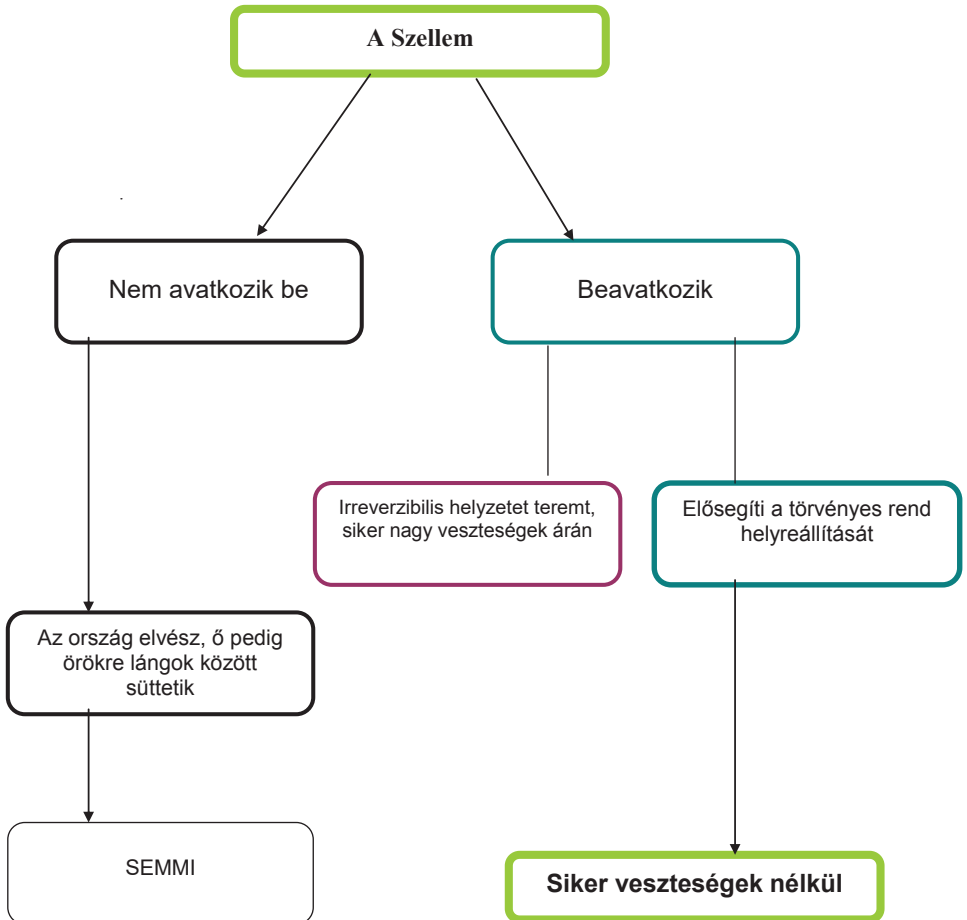 A Szellem
Nem avatkozik be
Beavatkozik
Irreverzibilis helyzetet teremt,
siker nagy veszteségek árán
Elősegíti a törvényes rend
helyreállítását
Az ország elvész, ő pedig
örökre lángok között
süttetik
SEMMI
Siker veszteségek nélkül